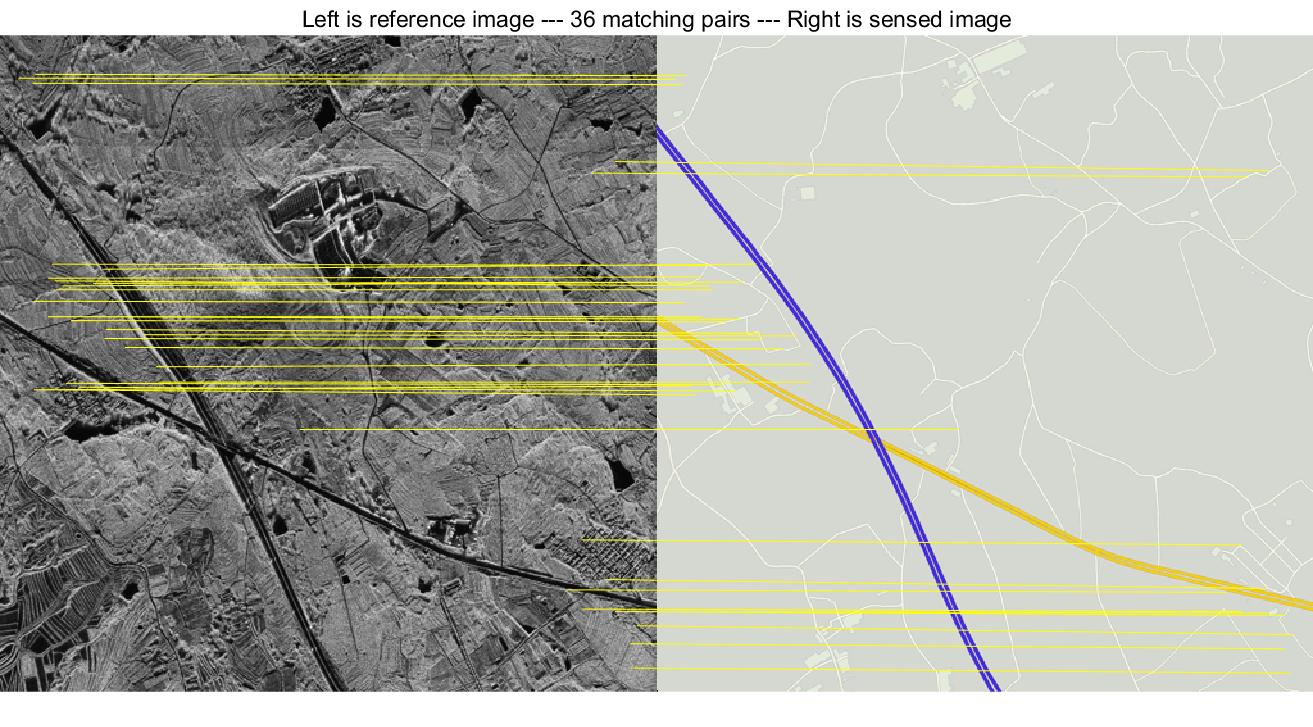 Left is reference image --- 36 matching pairs --- Right is sensed image